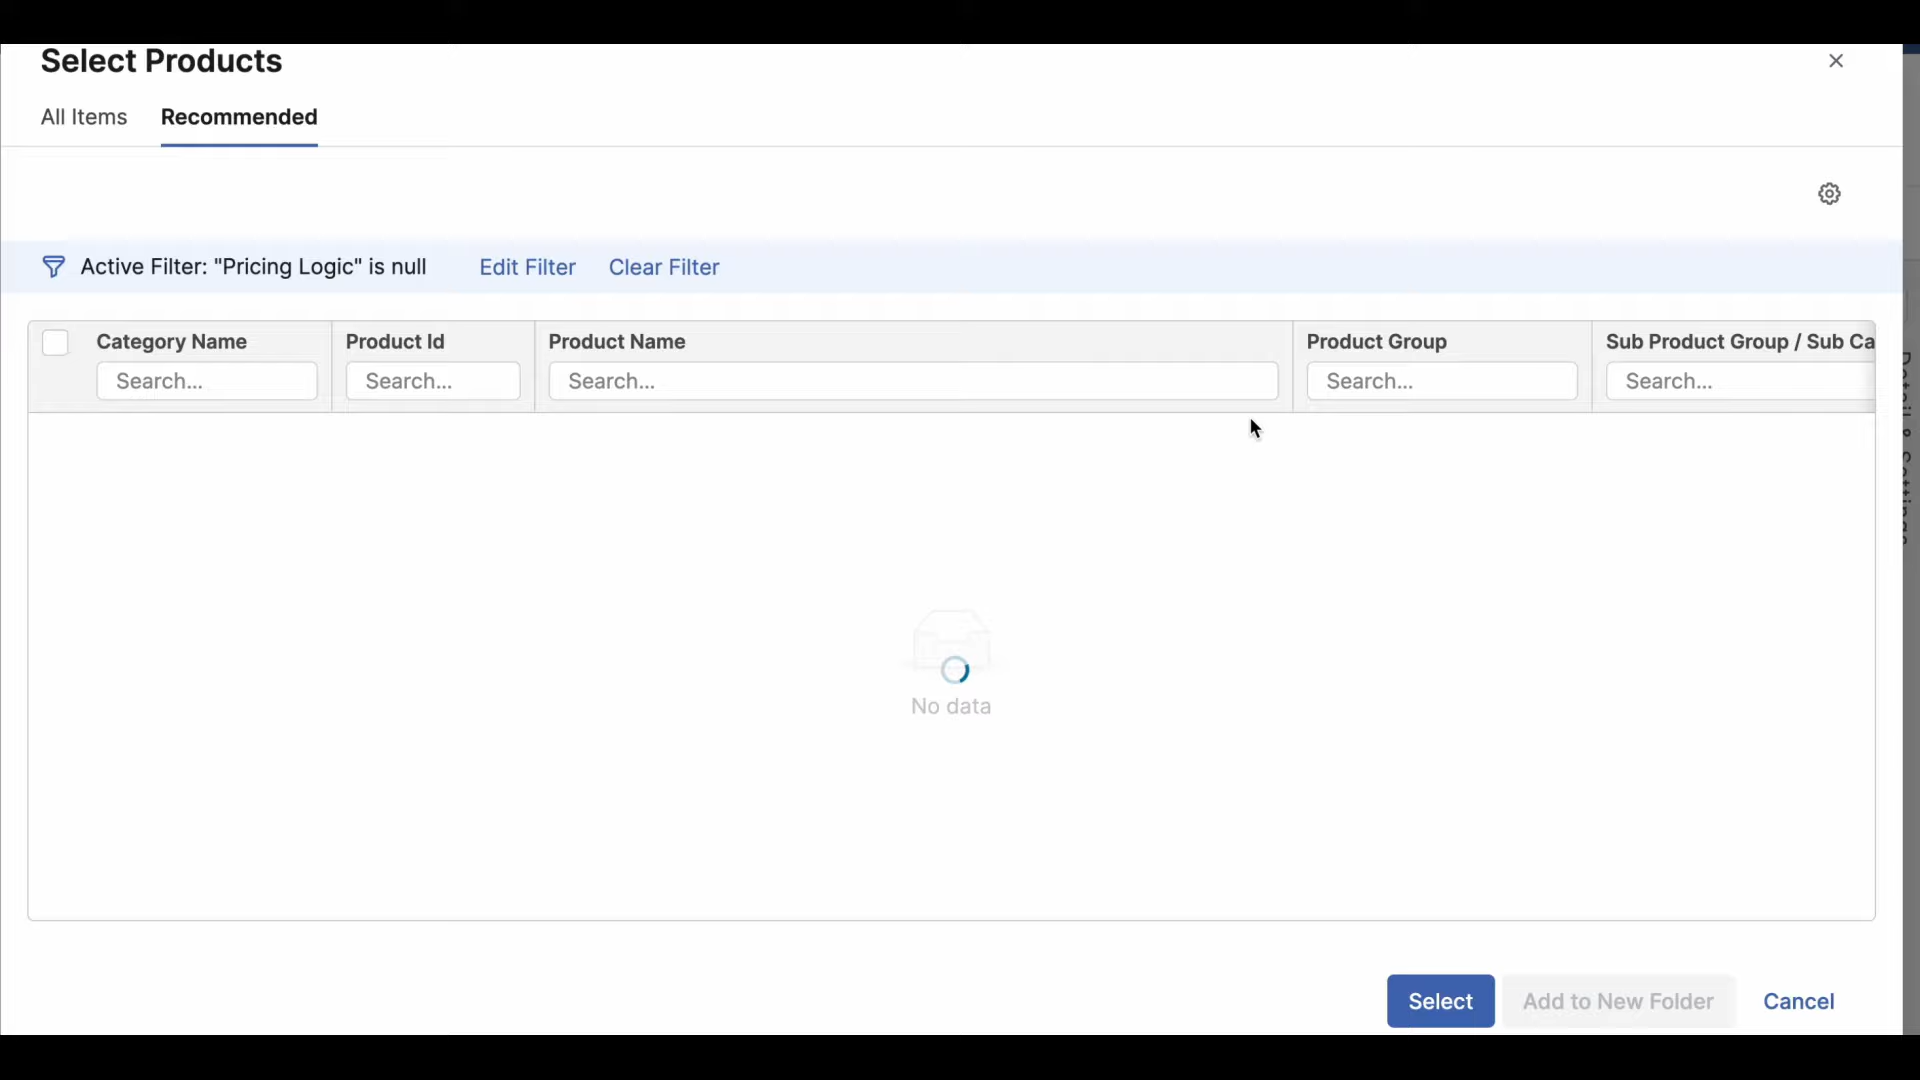 Select Products
All Items Recommended
Active Filter: "Pricing Logic" is null Edit Filter Clear Filter
Category Name Product Id Product Name Product Group Sub Product Group / Sub Ca
Search... Search... Search... Search... Search...
Detail & Settings
No data
Select Add to New Folder Cancel